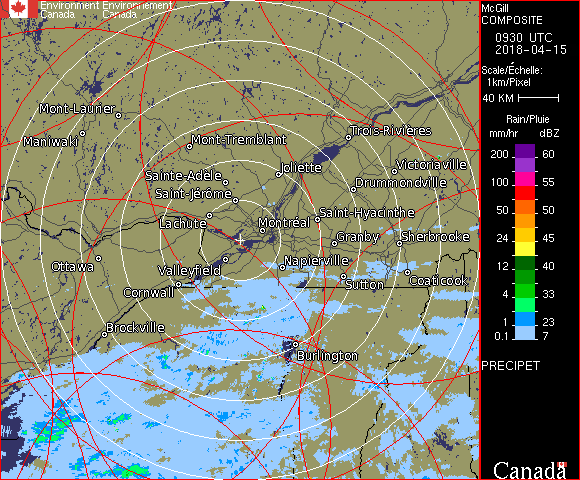 Environment Environnement
Canada Canada
McGill
COMPOSITE
0930 UTC
2018-04-15
Scale/Échelle:
1km/Pixel
40 KM
Rain/Pluie
mm/hr dBZ
200 60
100 55
50 50
24 45
12 40
4 33
1 23
0.1 7
PRECIPET
Canada
Mont-Laurier
Maniwaki
Mont-Tremblant
Trois-Rivières
Sainte-Adèle
Joliette
Victoriaville
Saint-Jérôme
Drummondville
Lachute
Montréal
Saint-Hyacinthe
Granby
Sherbrooke
Ottawa
Valleyfield
Napierville
Cornwall
Sutton
Coaticook
Brockville
Burlington